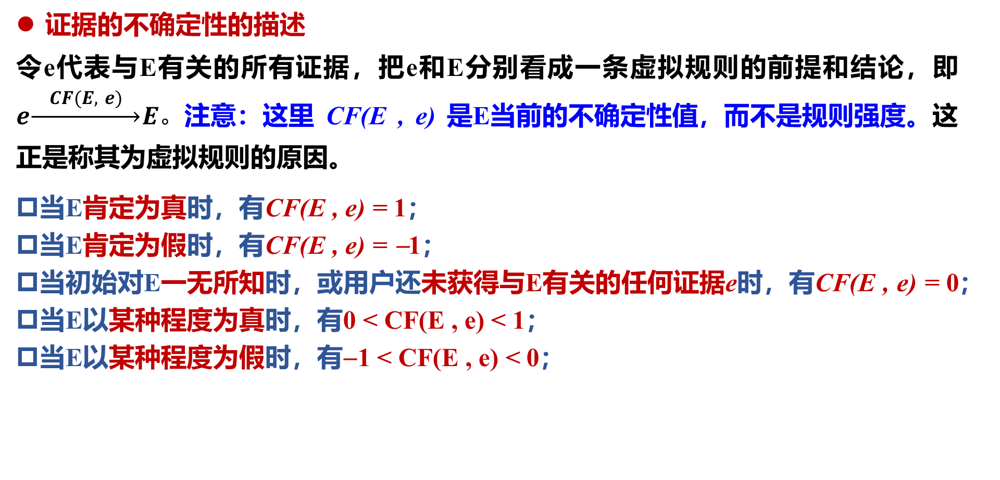 ● 证据的不确定性的描述
令e代表与E有关的所有证据，把e和E分别看成一条虚拟规则的前提和结论，即
CF(E, e)
e⟶E。注意：这里 CF(E , e) 是E当前的不确定性值，而不是规则强度。这
正是称其为虚拟规则的原因。
□当E肯定为真时，有CF(E , e) = 1；
□当E肯定为假时，有CF(E , e) = –1；
□当初始对E一无所知时，或用户还未获得与E有关的任何证据e时，有CF(E , e) = 0；
□当E以某种程度为真时，有0 < CF(E , e) < 1；
□当E以某种程度为假时，有–1 < CF(E , e) < 0；